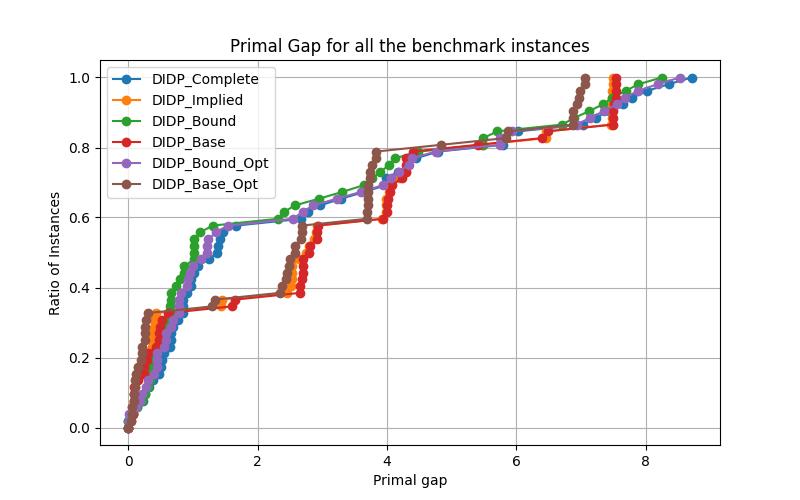 Primal Gap for all the benchmark instances
1.0
0.8
0.6
0.4
0.2
0.0
Ratio of Instances
DIDP_Complete
DIDP_Implied
DIDP_Bound
DIDP_Base
DIDP_Bound_Opt
DIDP_Base_Opt
0 2 4 6 8
Primal gap